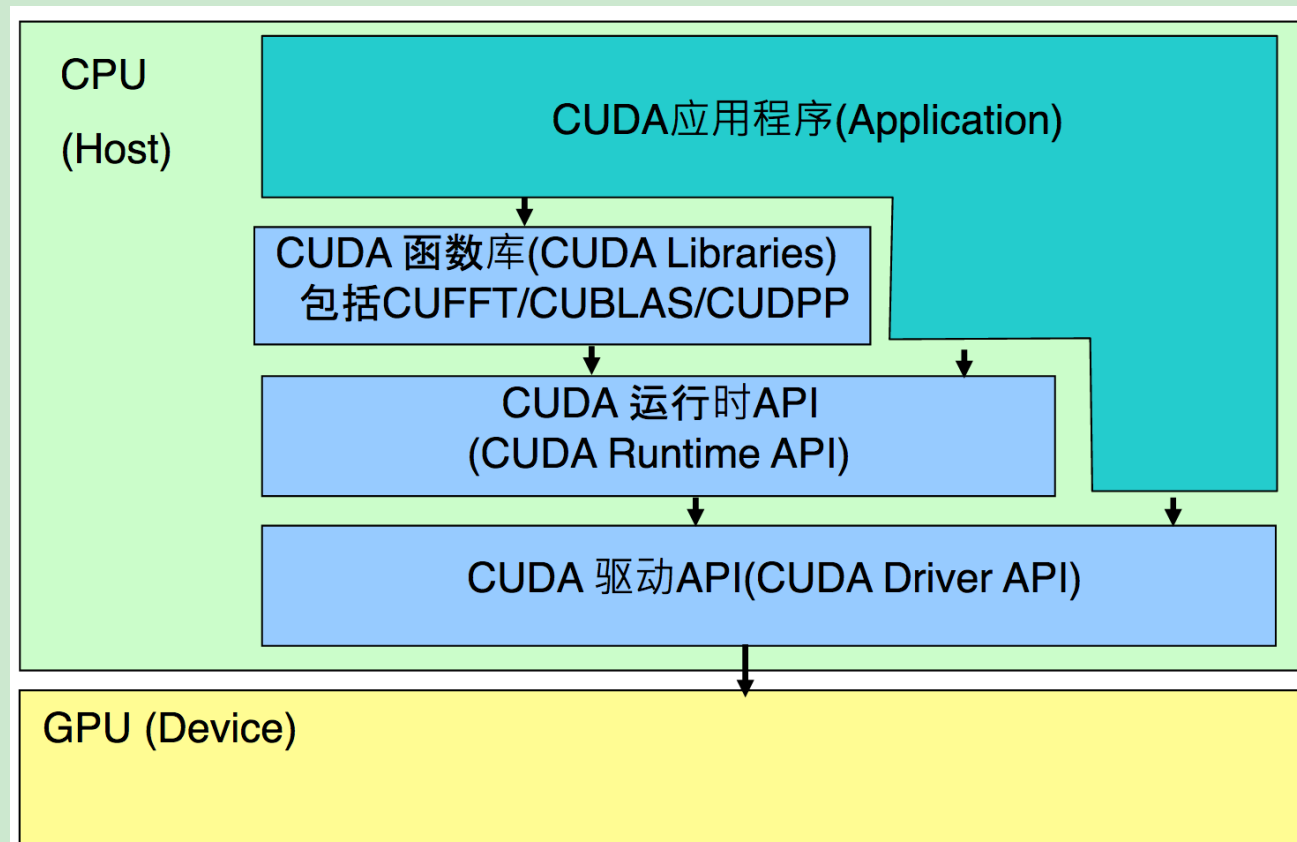 CPU
(Host)
CUDA应用程序(Application)
CUDA 函数库(CUDA Libraries)
包括CUFFT/CUBLAS/CUDPP
CUDA 运行时API
(CUDA Runtime API)
CUDA 驱动API(CUDA Driver API)
GPU (Device)